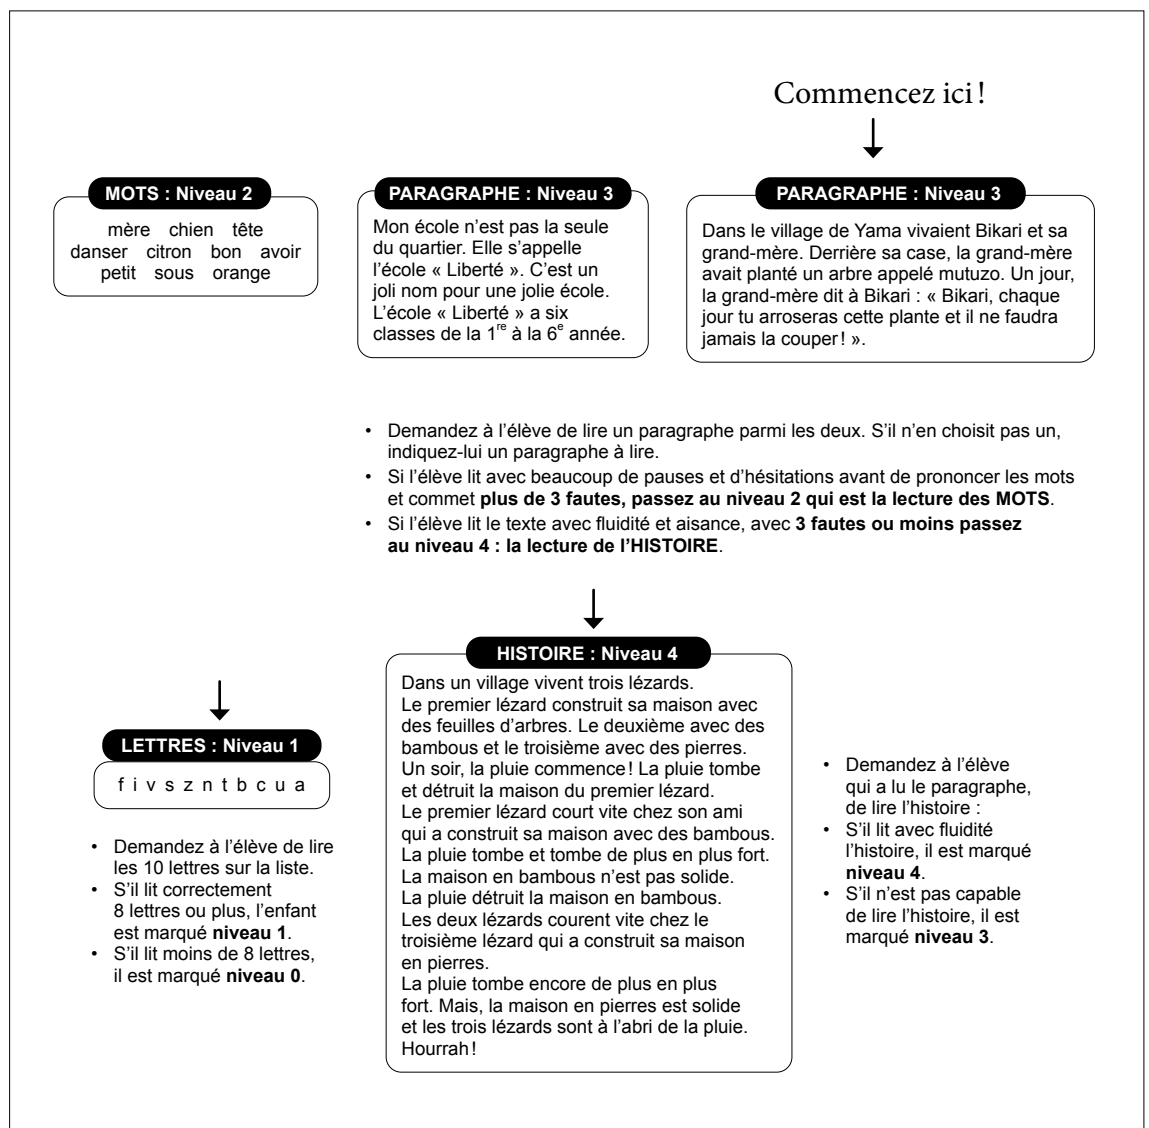 Commencez ici !
MOTS : Niveau 2
mère chien tête
danser citron bon avoir
petit sous orange
PARAGRAPHE : Niveau 3
Mon école n’est pas la seule
du quartier. Elle s’appelle
l’école « Liberté ». C’est un
joli nom pour une jolie école.
L’école « Liberté » a six
classes de la 1re à la 6e année.
PARAGRAPHE : Niveau 3
Dans le village de Yama vivaient Bikari et sa
grand-mère. Derrière sa case, la grand-mère
avait planté un arbre appelé mutuzo. Un jour,
la grand-mère dit à Bikari : « Bikari, chaque
jour tu arroseras cette plante et il ne faudra
jamais la couper ! ».
• Demandez à l’élève de lire un paragraphe parmi les deux. S’il n’en choisit pas un,
indiquez-lui un paragraphe à lire.
• Si l’élève lit avec beaucoup de pauses et d’hésitations avant de prononcer les mots
et commet plus de 3 fautes, passez au niveau 2 qui est la lecture des MOTS.
• Si l’élève lit le texte avec fluidité et aisance, avec 3 fautes ou moins passez
au niveau 4 : la lecture de l’HISTOIRE.
LETTRES : Niveau 1
f i v s z n t b c u a
• Demandez à l’élève de lire
les 10 lettres sur la liste.
• S’il lit correctement
8 lettres ou plus, l’enfant
est marqué niveau 1.
• S’il lit moins de 8 lettres,
il est marqué niveau 0.
HISTOIRE : Niveau 4
Dans un village vivent trois lézards.
Le premier lézard construit sa maison avec
des feuilles d’arbres. Le deuxième avec des
bambous et le troisième avec des pierres.
Un soir, la pluie commence ! La pluie tombe
et détruit la maison du premier lézard.
Le premier lézard court vite chez son ami
qui a construit sa maison avec des bambous.
La pluie tombe et tombe de plus en plus fort.
La maison en bambous n’est pas solide.
La pluie détruit la maison en bambous.
Les deux lézards courent vite chez le
troisième lézard qui a construit sa maison
en pierres.
La pluie tombe encore de plus en plus
fort. Mais, la maison en pierres est solide
et les trois lézards sont à l’abri de la pluie.
Hourrah !
• Demandez à l’élève
qui a lu le paragraphe,
de lire l’histoire :
• S’il lit avec fluidité
l’histoire, il est marqué
niveau 4.
• S’il n’est pas capable
de lire l’histoire, il est
marqué niveau 3.